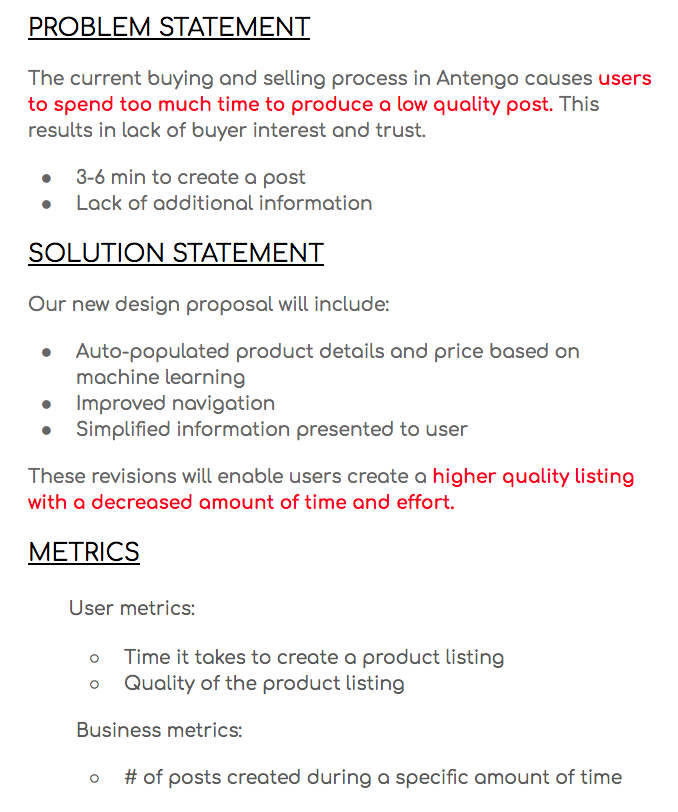 PROBLEM STATEMENT
The current buying and selling process in Antengo causes users
to spend too much time to produce a low quality post. This
results in lack of buyer interest and trust.
● 3-6 min to create a post
● Lack of additional information
SOLUTION STATEMENT
Our new design proposal will include:
● Auto-populated product details and price based on
machine learning
● Improved navigation
● Simplified information presented to user
These revisions will enable users create a higher quality listing
with a decreased amount of time and effort.
METRICS
User metrics:
○ Time it takes to create a product listing
○ Quality of the product listing
Business metrics:
○ # of posts created during a specific amount of time